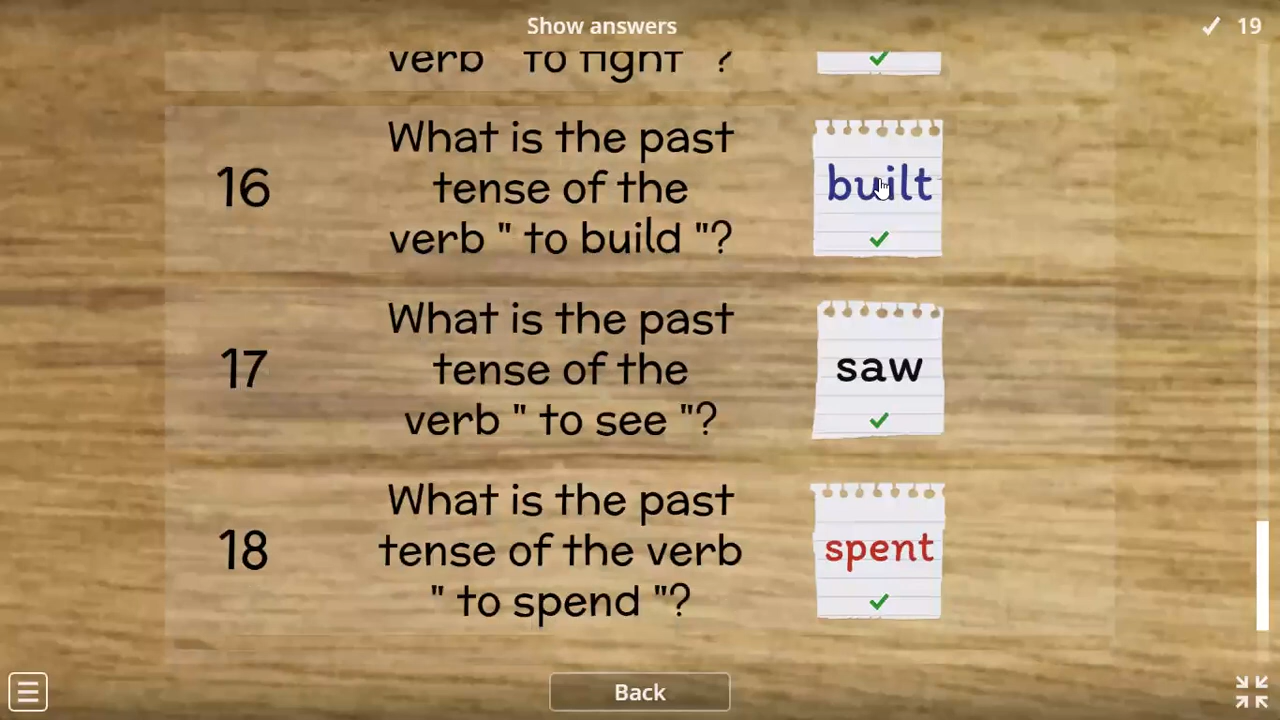 Show answers
19
verb " to fight "?
16
What is the past
tense of the
verb " to build "?
built
17
What is the past
tense of the
verb " to see "?
saw
18
What is the past
tense of the verb
" to spend "?
spent
Back